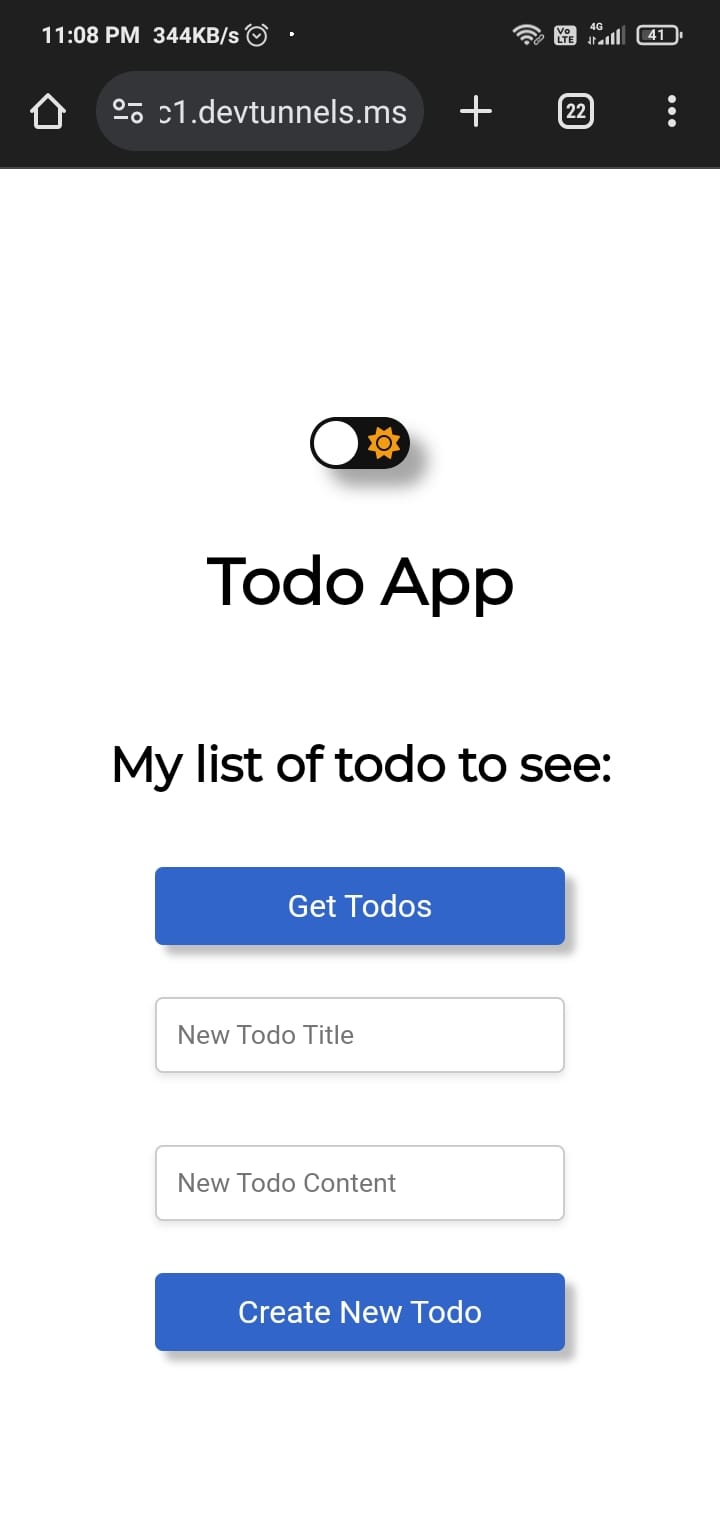 11:08 PM 344KB/s
Vo LTE 4G 41
c1.devtunnels.ms
22
Todo App
My list of todo to see:
Get Todos
New Todo Title
New Todo Content
Create New Todo